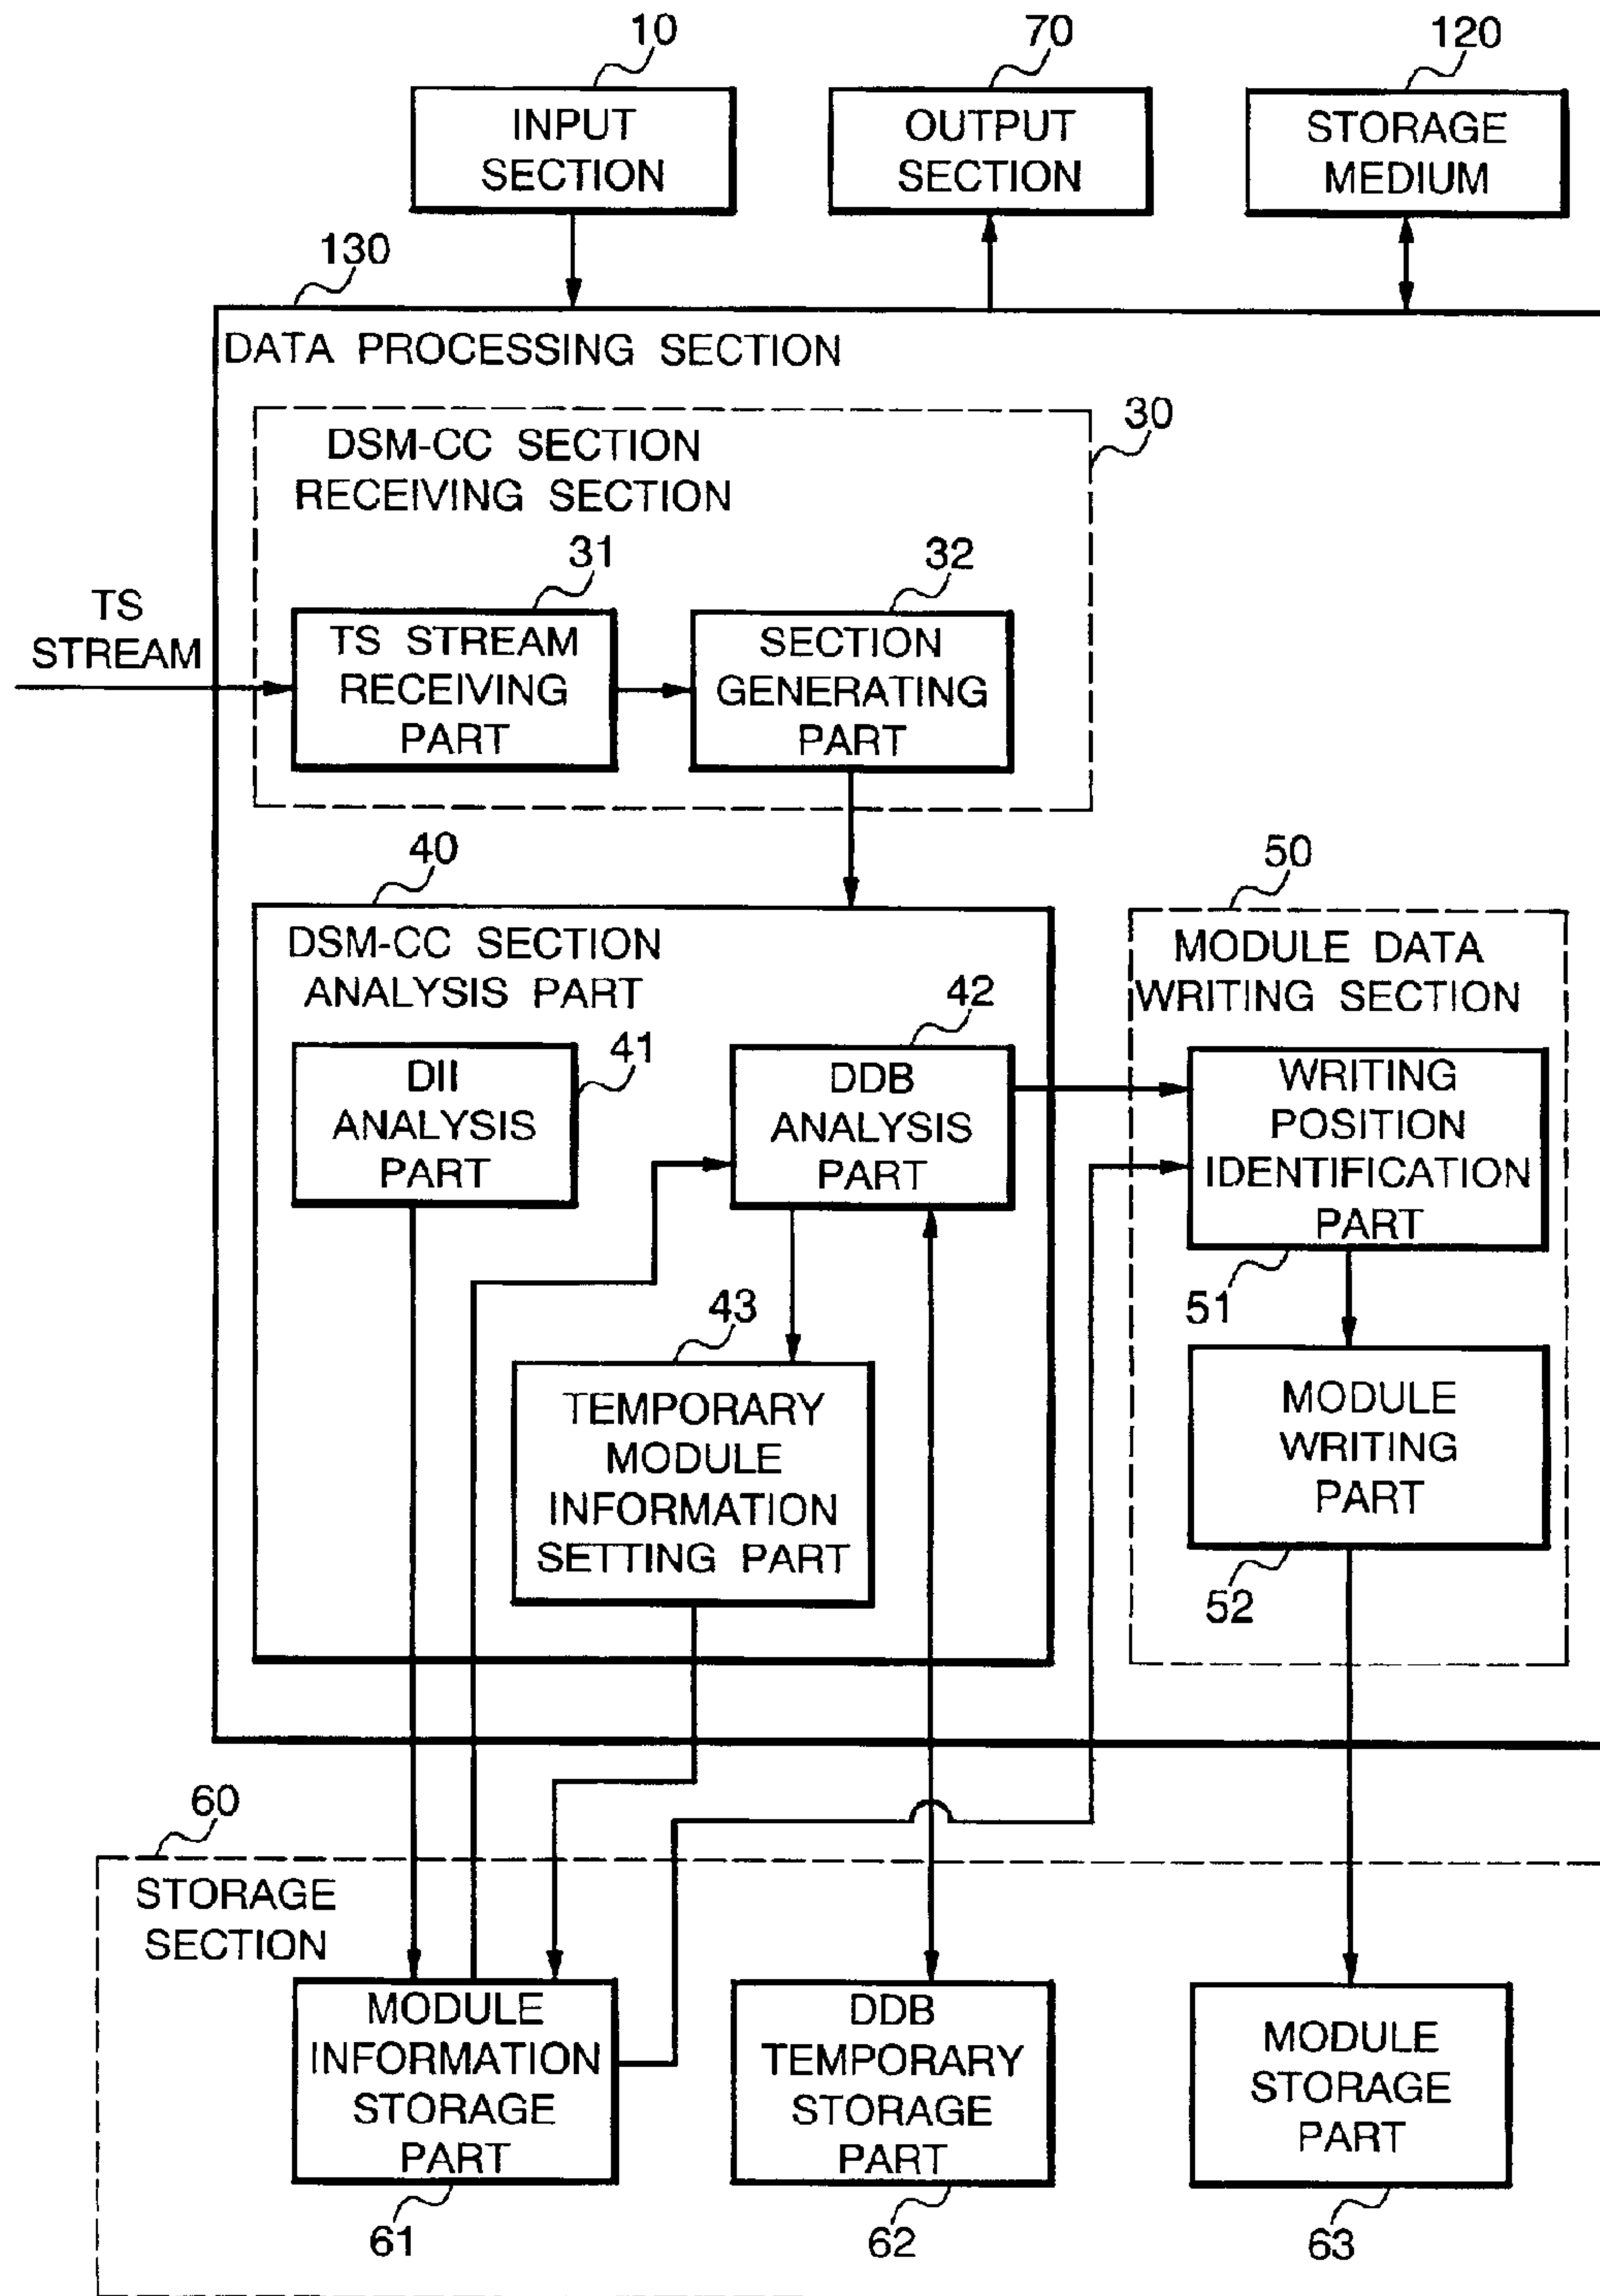 10
70
120
INPUT
SECTION
OUTPUT
SECTION
STORAGE
MEDIUM
130
DATA PROCESSING SECTION
30
DSM-CC SECTION
RECEIVING SECTION
31
32
TS
STREAM
TS STREAM
RECEIVING
PART
SECTION
GENERATING
PART
40
50
DSM-CC SECTION
ANALYSIS PART
MODULE DATA
WRITING SECTION
42
41
DII
ANALYSIS
PART
DDB
ANALYSIS
PART
WRITING
POSITION
IDENTIFICATION
PART
51
43
TEMPORARY
MODULE
INFORMATION
SETTING PART
MODULE
WRITING
PART
52
60
STORAGE
SECTION
MODULE
INFORMATION
STORAGE
PART
DDB
TEMPORARY
STORAGE
PART
MODULE
STORAGE
PART
61
62
63